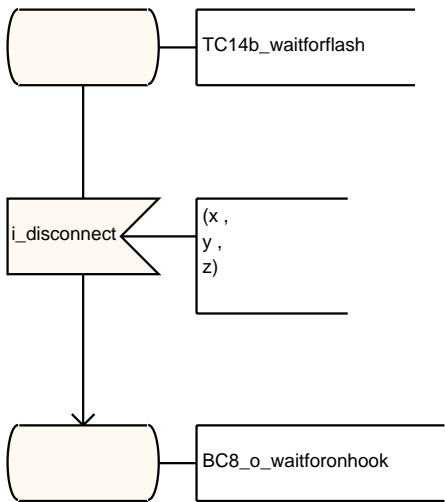 TC14b_waitforflash
i_disconnect
(x ,
y ,
z)
BC8_o_waitforonhook